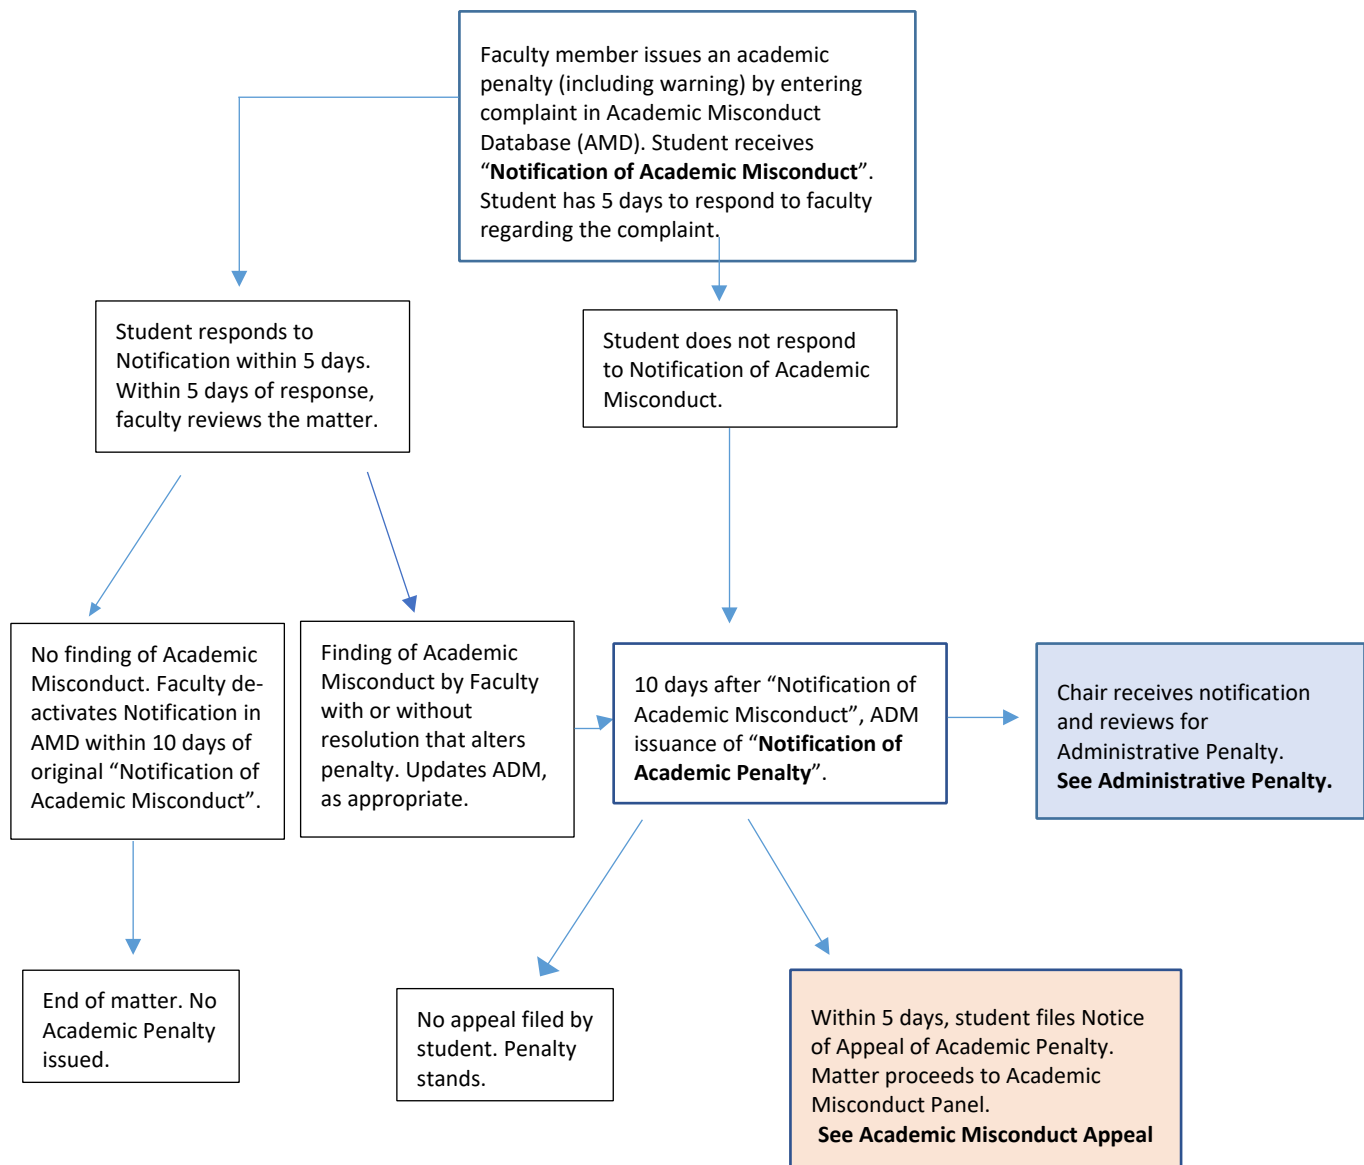 Faculty member issues an academic
penalty (including warning) by entering
complaint in Academic Misconduct
Database (AMD). Student receives
“Notification of Academic Misconduct”.
Student has 5 days to respond to faculty
regarding the complaint.
Student responds to
Notification within 5 days.
Within 5 days of response,
faculty reviews the matter.
Student does not respond
to Notification of Academic
Misconduct.
No finding of Academic
Misconduct. Faculty de-
activates Notification in
AMD within 10 days of
original “Notification of
Academic Misconduct”.
Finding of Academic
Misconduct by Faculty
with or without
resolution that alters
penalty. Updates ADM,
as appropriate.
10 days after “Notification of
Academic Misconduct”, ADM
issuance of “Notification of
Academic Penalty”.
Chair receives notification
and reviews for
Administrative Penalty.
See Administrative Penalty.
End of matter. No
Academic Penalty
issued.
No appeal filed by
student. Penalty
stands.
Within 5 days, student files Notice
of Appeal of Academic Penalty.
Matter proceeds to Academic
Misconduct Panel.
See Academic Misconduct Appeal